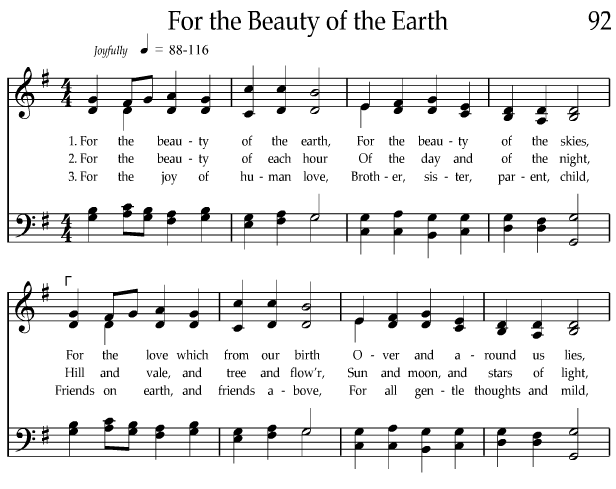 For the Beauty of the Earth 92
Joyfully ♩ = 88-116
1. For the beau - ty of the earth, For the beau - ty of the skies,
2. For the beau - ty of each hour Of the day and of the night,
3. For the joy of hu - man love, Broth - er, sis - ter, par - ent, child,
For the love which from our birth O - ver and a - round us lies,
Hill and vale, and tree and flow'r, Sun and moon, and stars of light,
Friends on earth, and friends a - bove, For all gen - tle thoughts and mild,